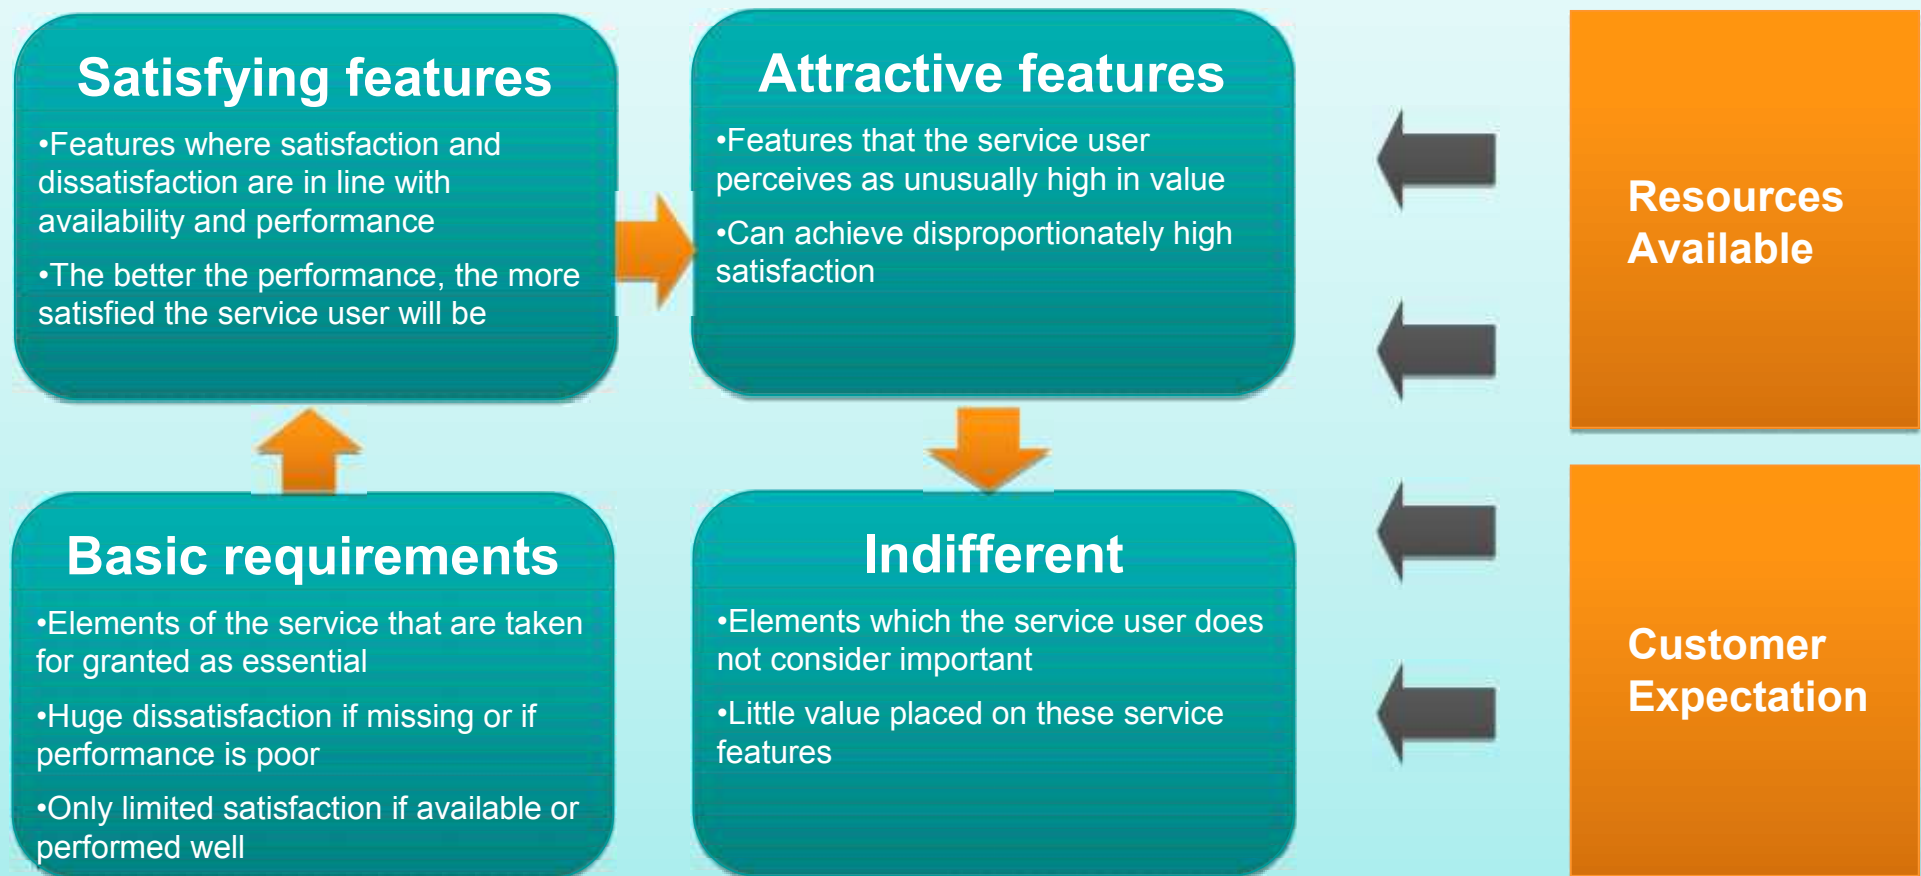 Satisfying features
•Features where satisfaction and
dissatisfaction are in line with
availability and performance
•The better the performance, the more
satisfied the service user will be
Attractive features
•Features that the service user
perceives as unusually high in value
•Can achieve disproportionately high
satisfaction
Basic requirements
•Elements of the service that are taken
for granted as essential
•Huge dissatisfaction if missing or if
performance is poor
•Only limited satisfaction if available or
performed well
Indifferent
•Elements which the service user does
not consider important
•Little value placed on these service
features
Resources
Available
Customer
Expectation